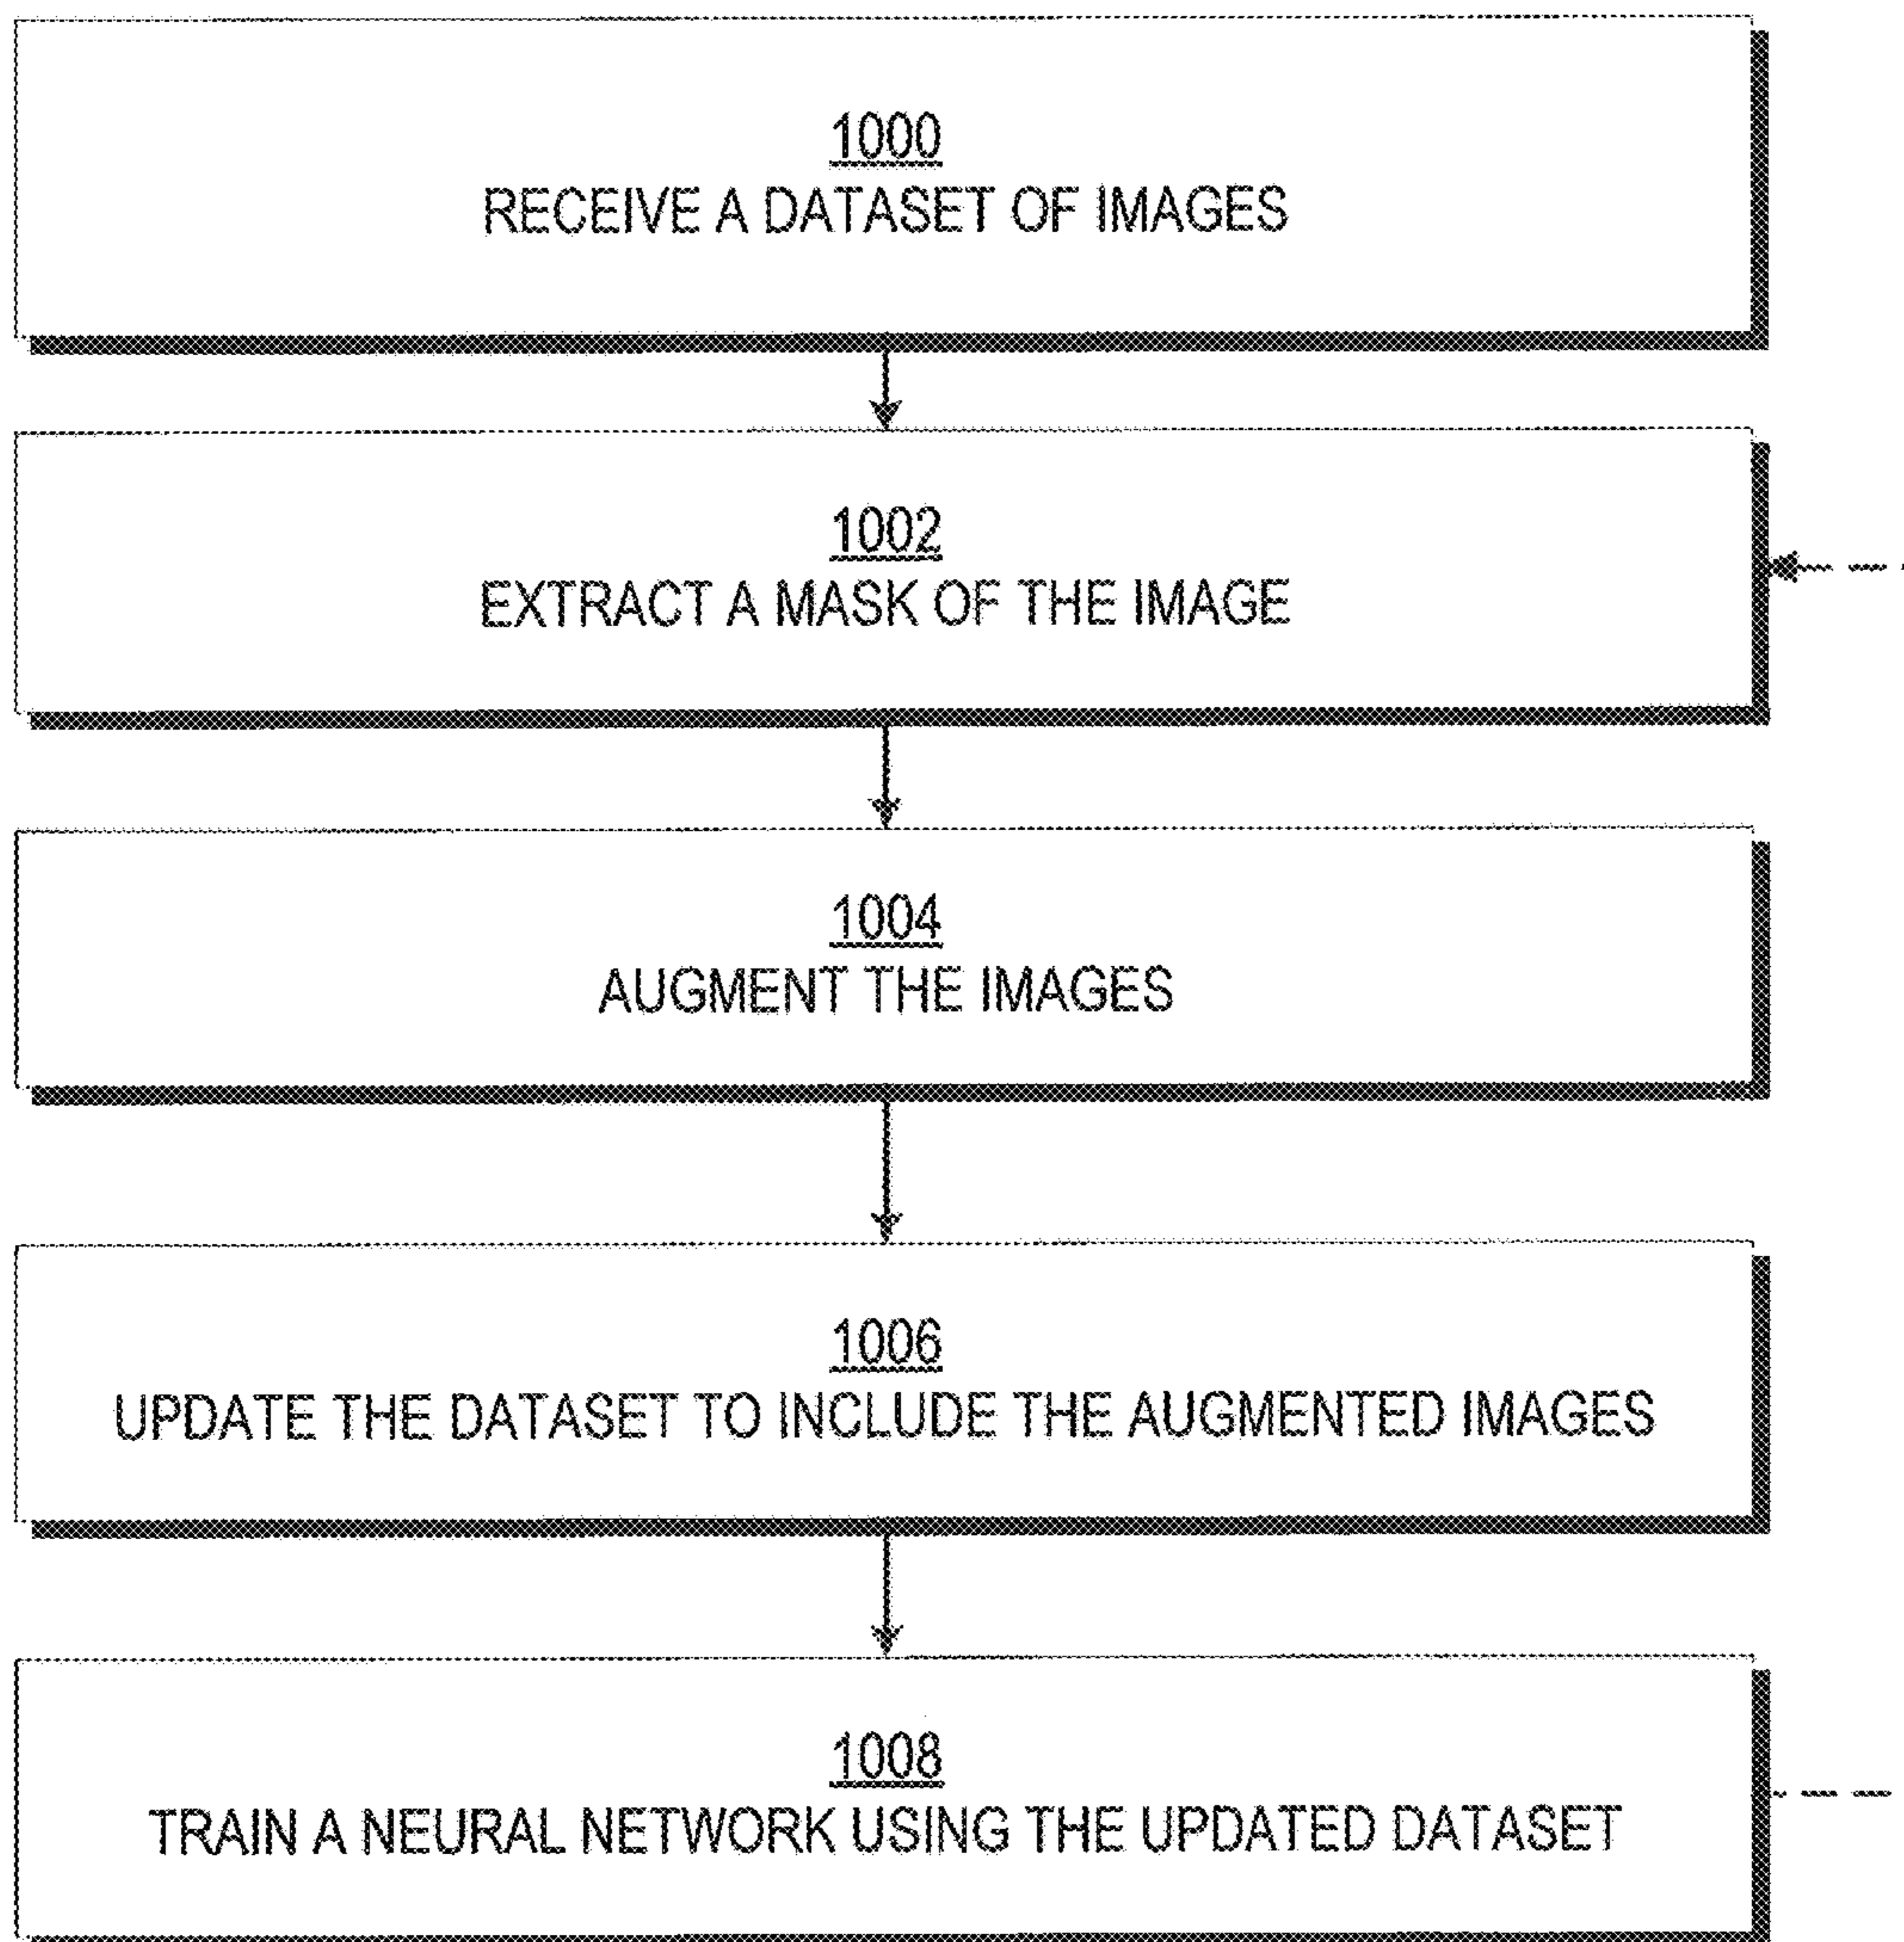 1000
RECEIVE A DATASET OF IMAGES
1002
EXTRACT A MASK OF THE IMAGE
1004
AUGMENT THE IMAGES
1006
UPDATE THE DATASET TO INCLUDE THE AUGMENTED IMAGES
1008
TRAIN A NEURAL NETWORK USING THE UPDATED DATASET